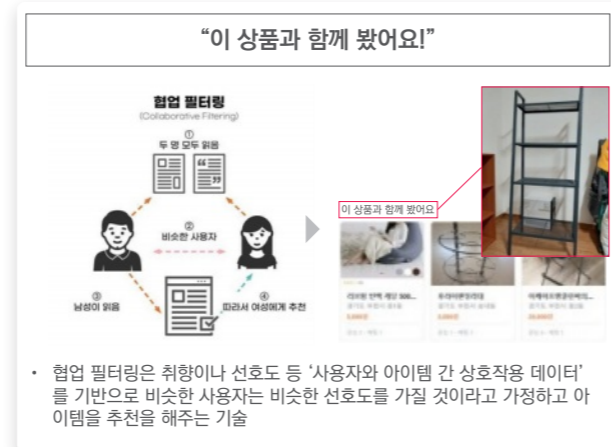 “이 상품과 함께 봤어요!”
협업 필터링
(Collaborative Filtering)
①
두 명 모두 읽음
②
비슷한 사용자
③
남성이 읽음
④
따라서 여성에게 추천
이 상품과 함께 봤어요
• 협업 필터링은 취향이나 선호도 등 ‘사용자와 아이템 간 상호작용 데이터’
를 기반으로 비슷한 사용자는 비슷한 선호도를 가질 것이라고 가정하고 아
이템을 추천을 해주는 기술